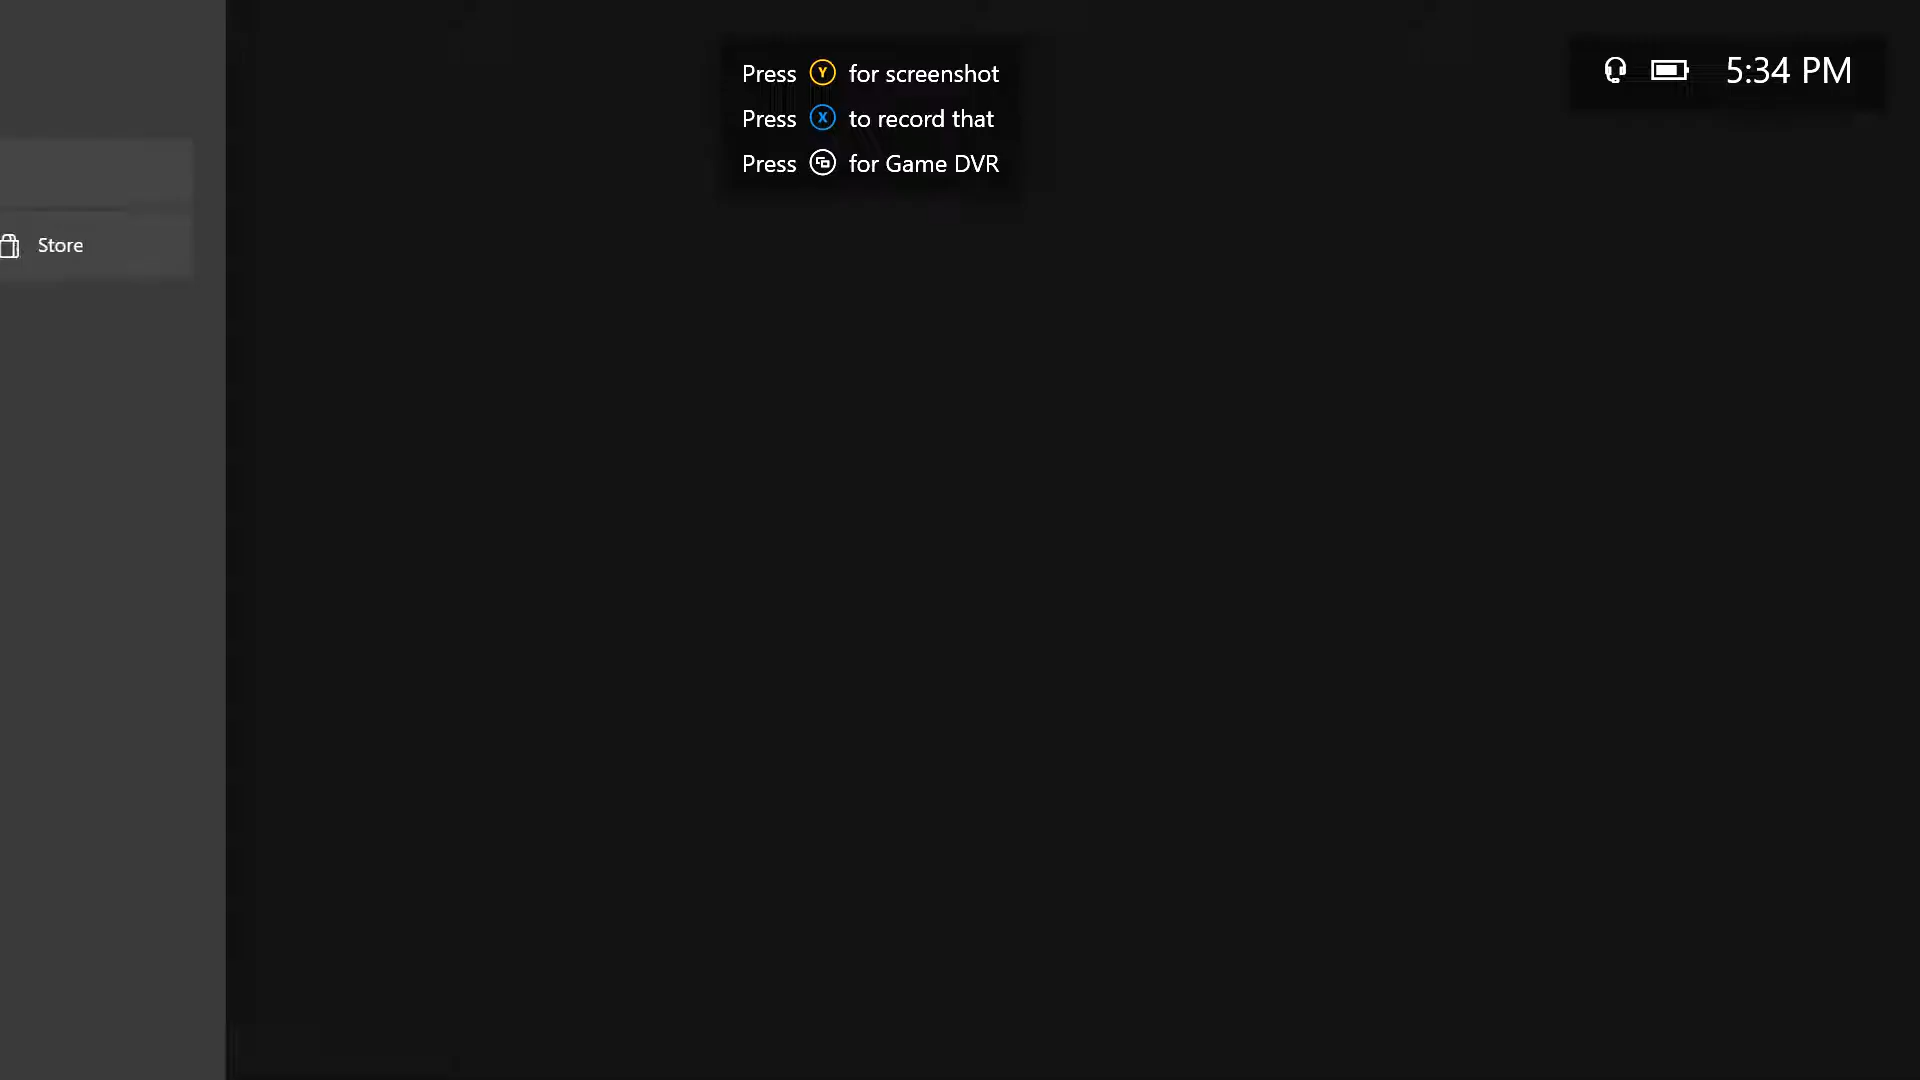 Press Y for screenshot
Press X to record that
Press for Game DVR
5:34 PM
Store